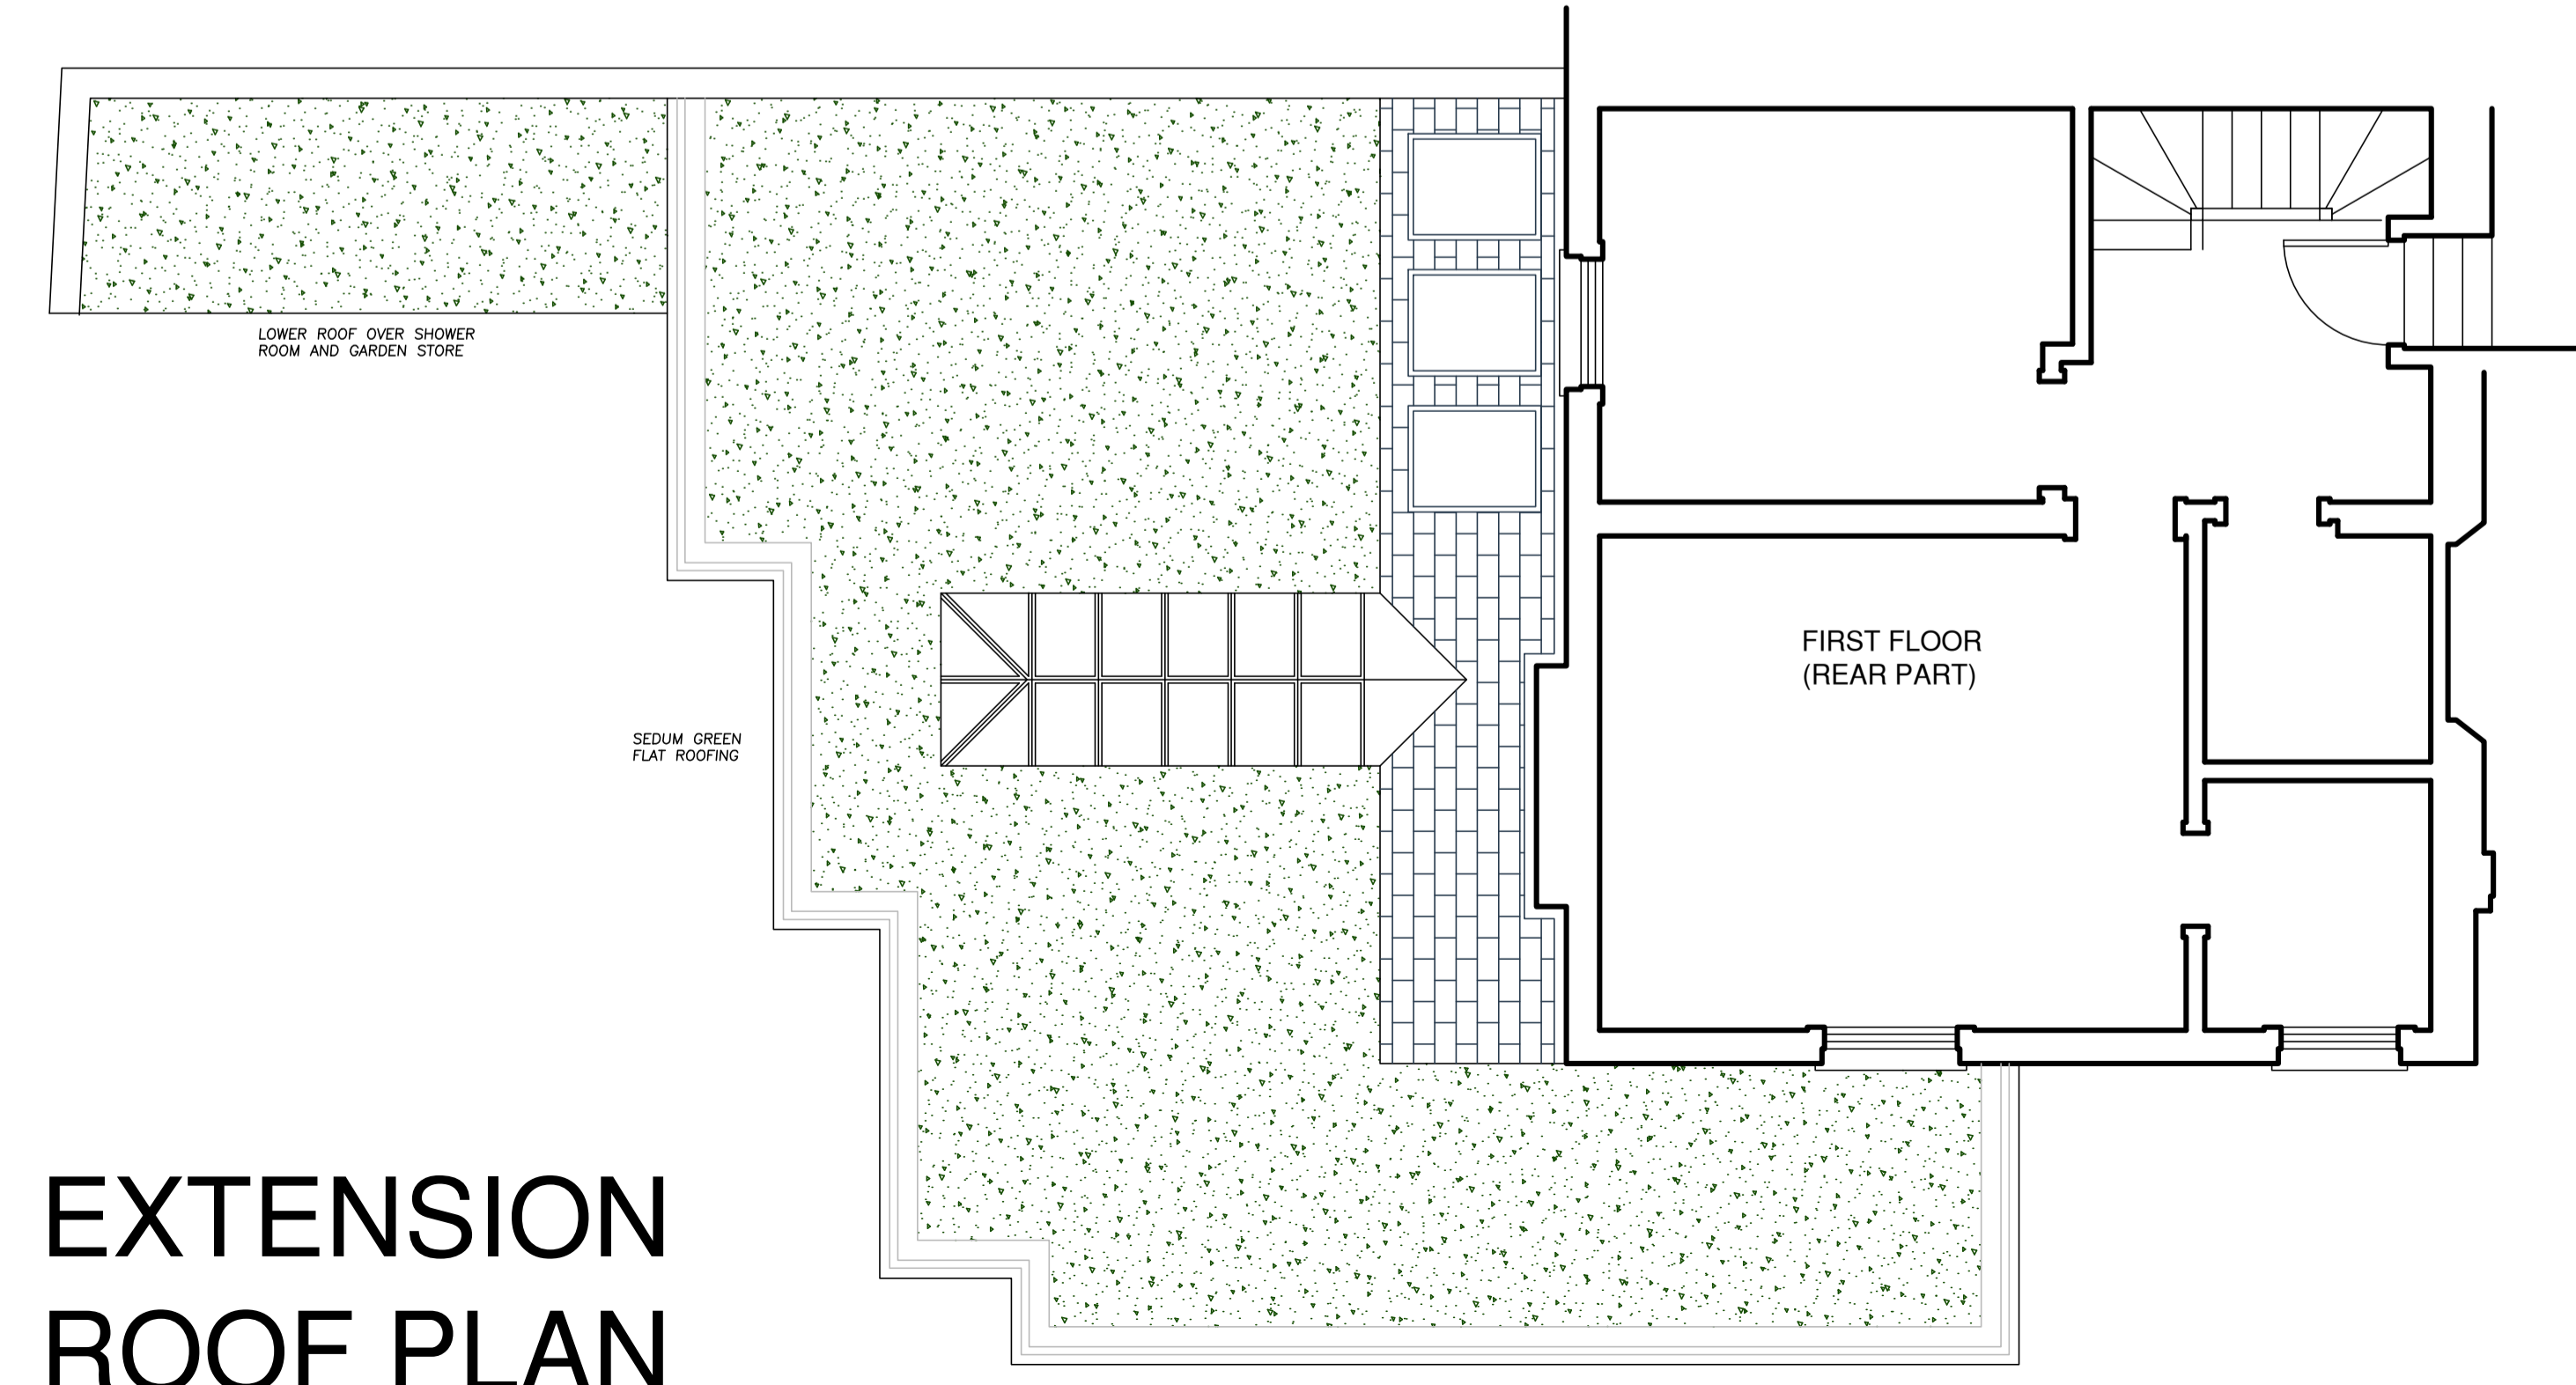 LOWER ROOF OVER SHOWER
ROOM AND GARDEN STORE
FIRST FLOOR
(REAR PART)
SEDUM GREEN
FLAT ROOFING
EXTENSION
ROOF PLAN